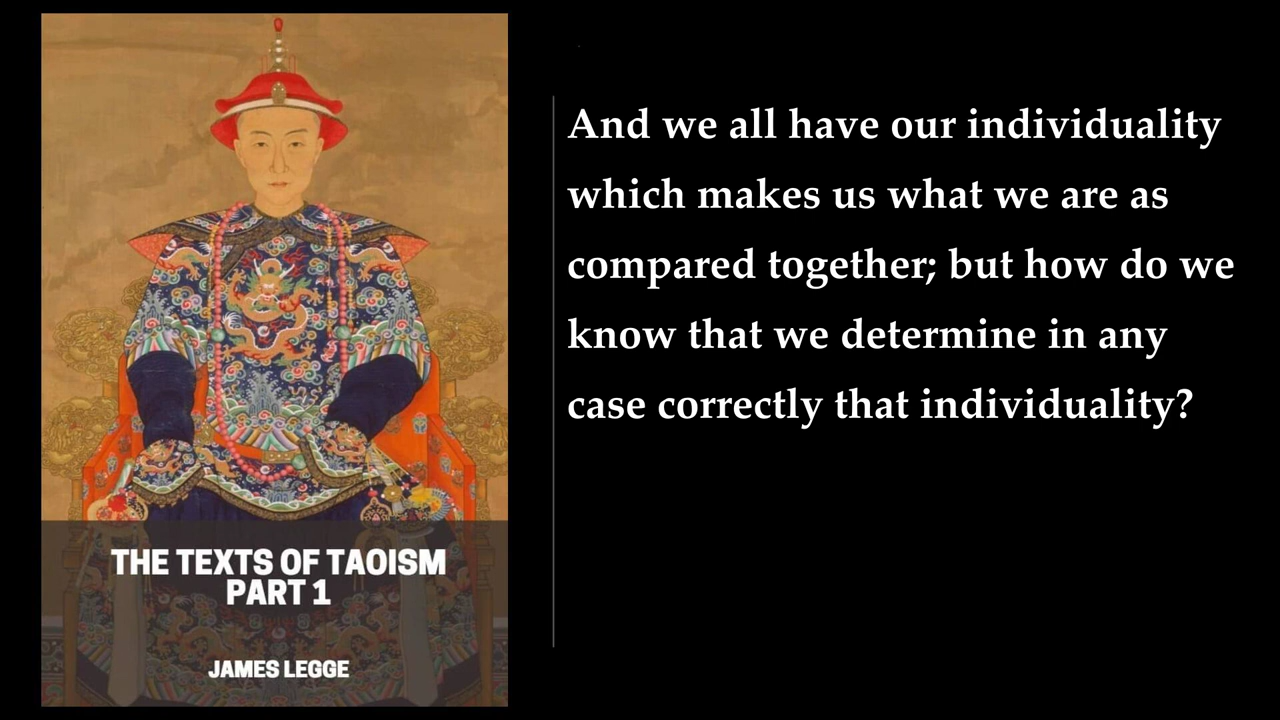 THE TEXTS OF TAOISM
PART 1
JAMES LEGGE
And we all have our individuality
which makes us what we are as
compared together; but how do we
know that we determine in any
case correctly that individuality?